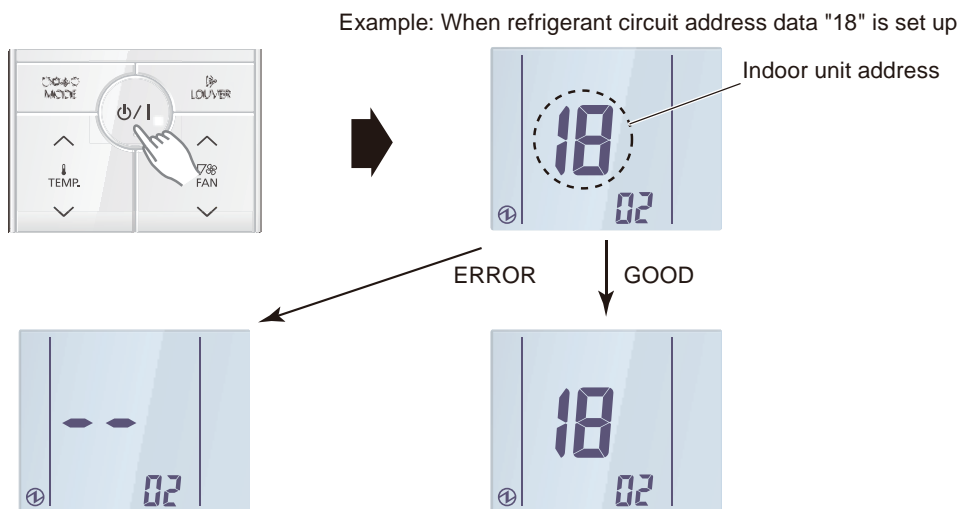 Example: When refrigerant circuit address data "18" is set up
MODE
LOUVER
Indoor unit address
TEMP.
FAN
18
02
ERROR
GOOD
--
02
18
02